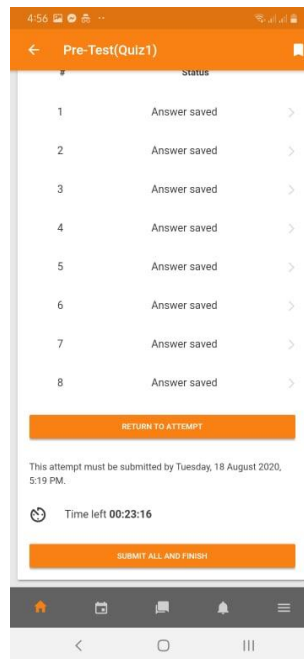 4:56
Pre-Test(Quiz1)
# Status
1 Answer saved
2 Answer saved
3 Answer saved
4 Answer saved
5 Answer saved
6 Answer saved
7 Answer saved
8 Answer saved
RETURN TO ATTEMPT
This attempt must be submitted by Tuesday, 18 August 2020,
5:19 PM.
Time left 00:23:16
SUBMIT ALL AND FINISH